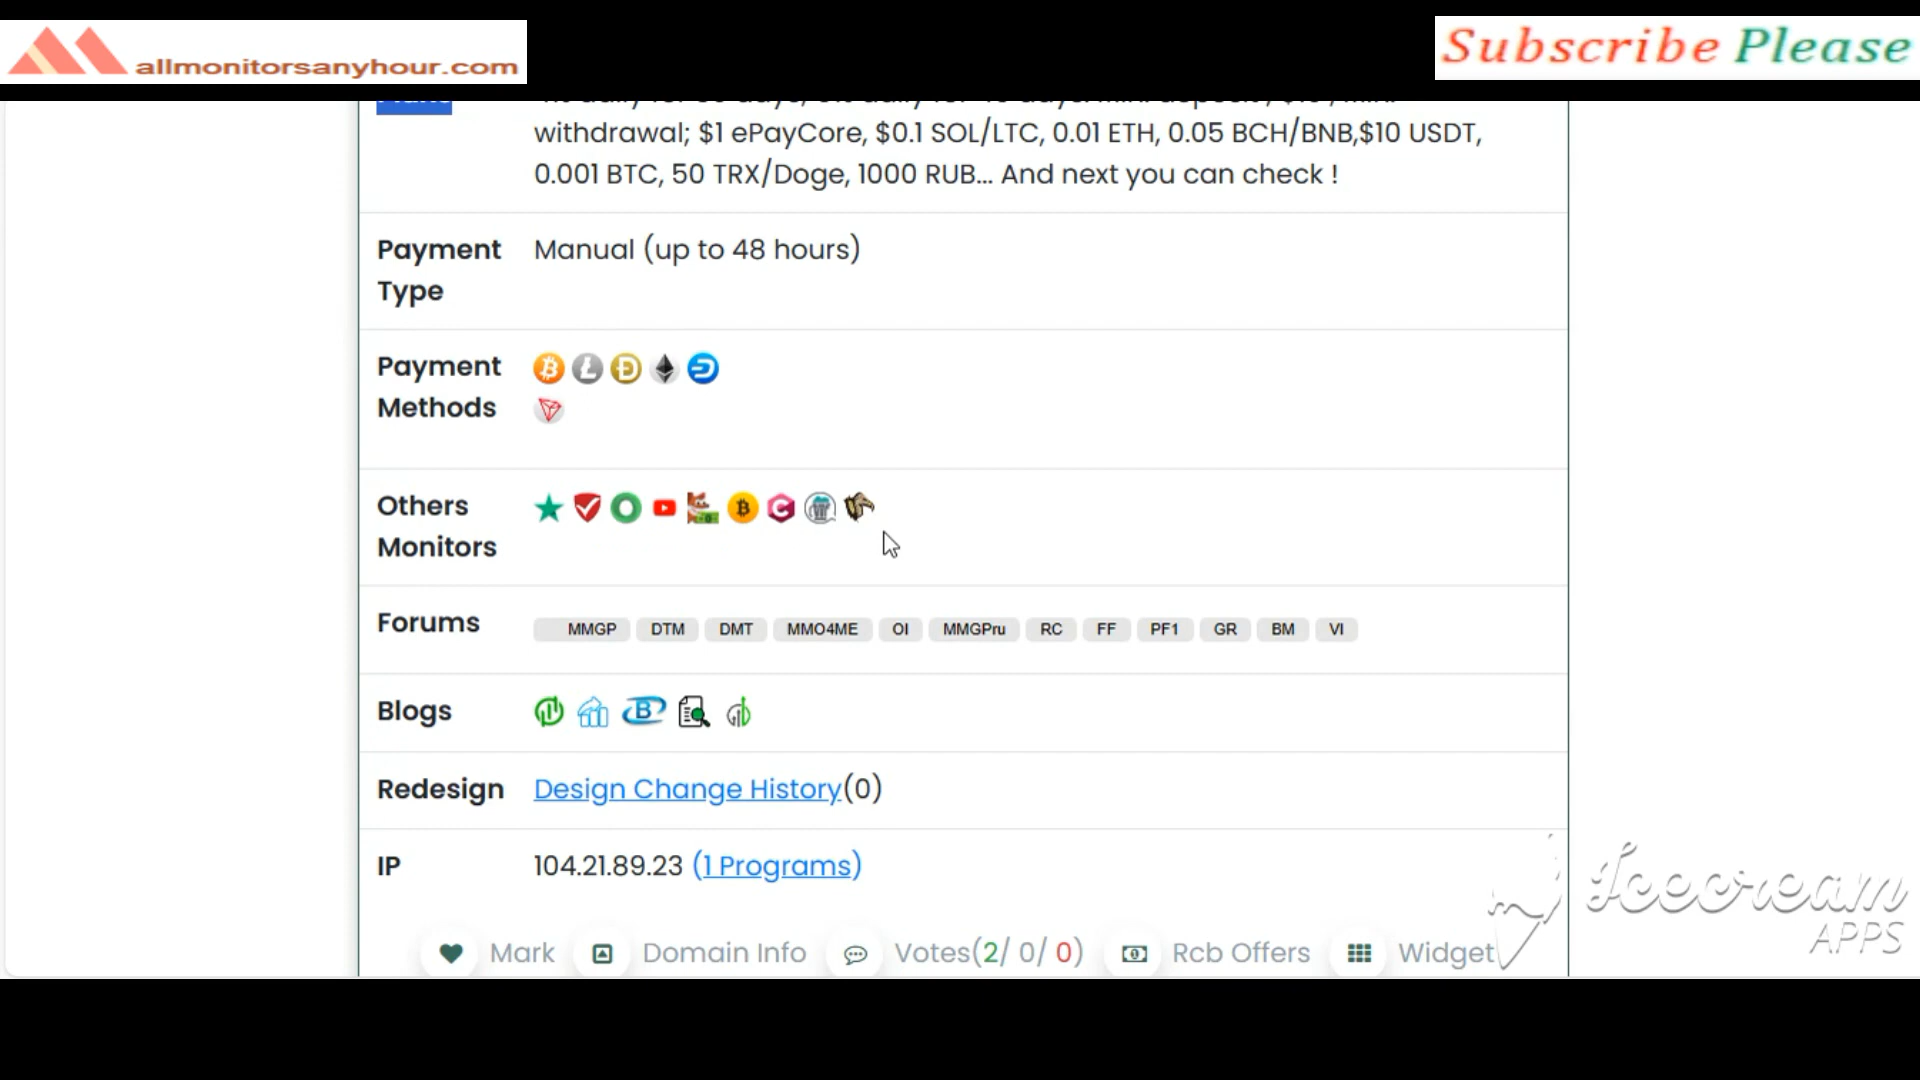 allmonitorsanyhour.com
Subscribe Please
withdrawal; $1 ePayCore, $0.1 SOL/LTC, 0.01 ETH, 0.05 BCH/BNB,$10 USDT,
0.001 BTC, 50 TRX/Doge, 1000 RUB... And next you can check !
Payment Type
Manual (up to 48 hours)
Payment Methods
Others Monitors
Forums
MMGP DTM DMT MMO4ME OI MMGPru RC FF PF1 GR BM VI
Blogs
Redesign
Design Change History(0)
IP
104.21.89.23 (1 Programs)
Mark Domain Info Votes(2/ 0/ 0) Rcb Offers Widget
Icecream
APPS